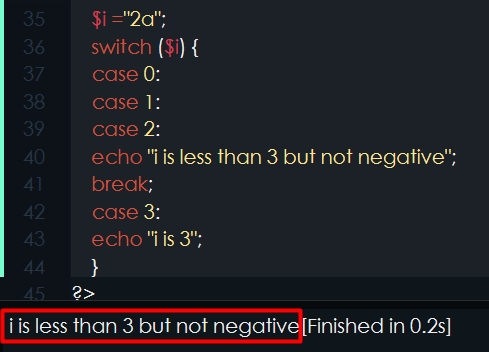 35 $i ="2a";
36 switch ($i) {
37 case 0:
38 case 1:
39 case 2:
40 echo "i is less than 3 but not negative";
41 break;
42 case 3:
43 echo "i is 3";
44 }
45 ?>
i is less than 3 but not negative[Finished in 0.2s]